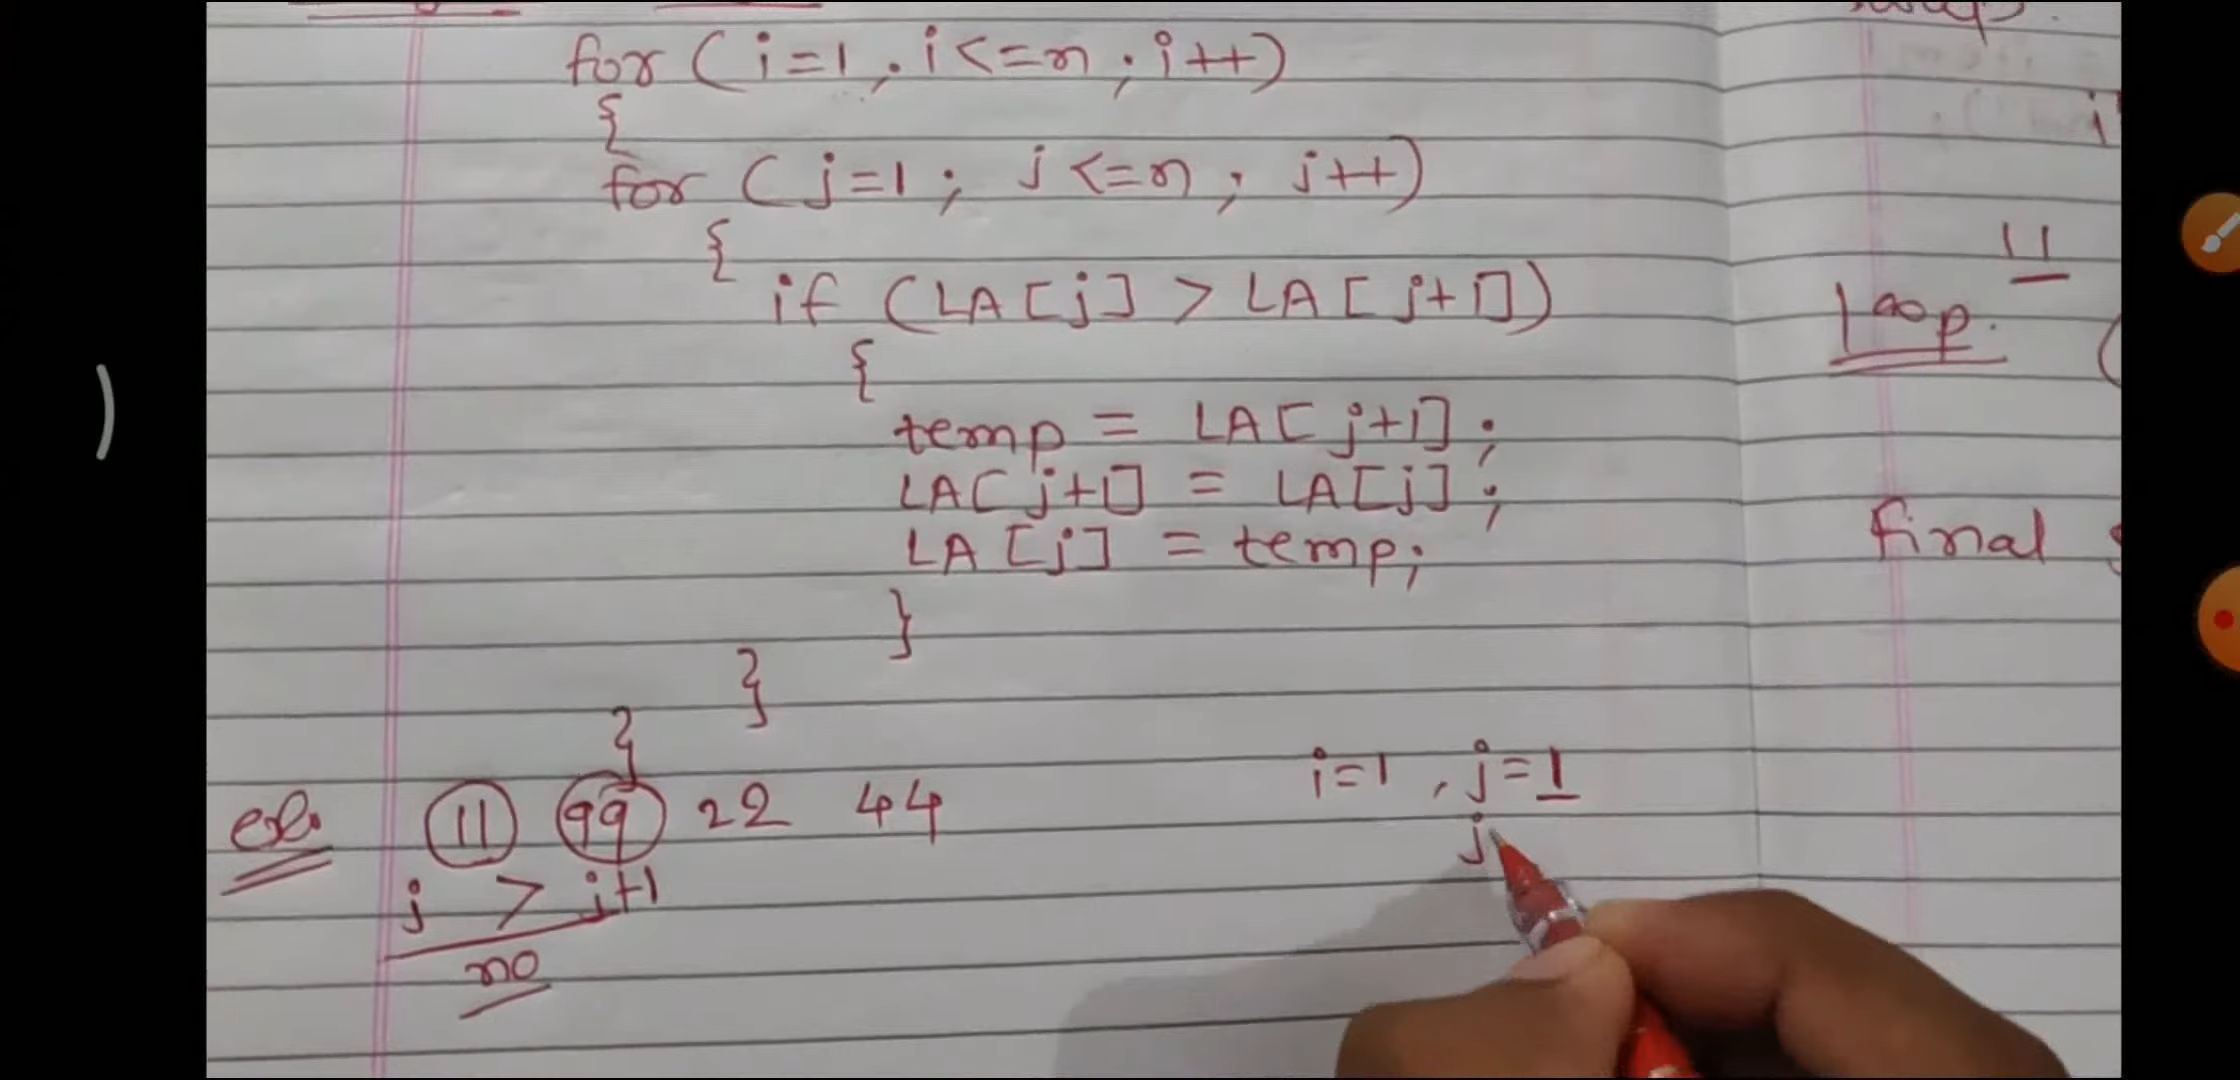 for ( i=1 ; i<=n ; i++)
{
for ( j=1 ; j<=n ; j++)
{
if (LA[j] > LA[j+1])
{
temp = LA[j+1] ;
LA[j+1] = LA[j] ;
LA[j] = temp;
}
}
}
ex. 11 99 22 44
j > j+1
no
i=1 , j=1
j
i
11
loop.
final